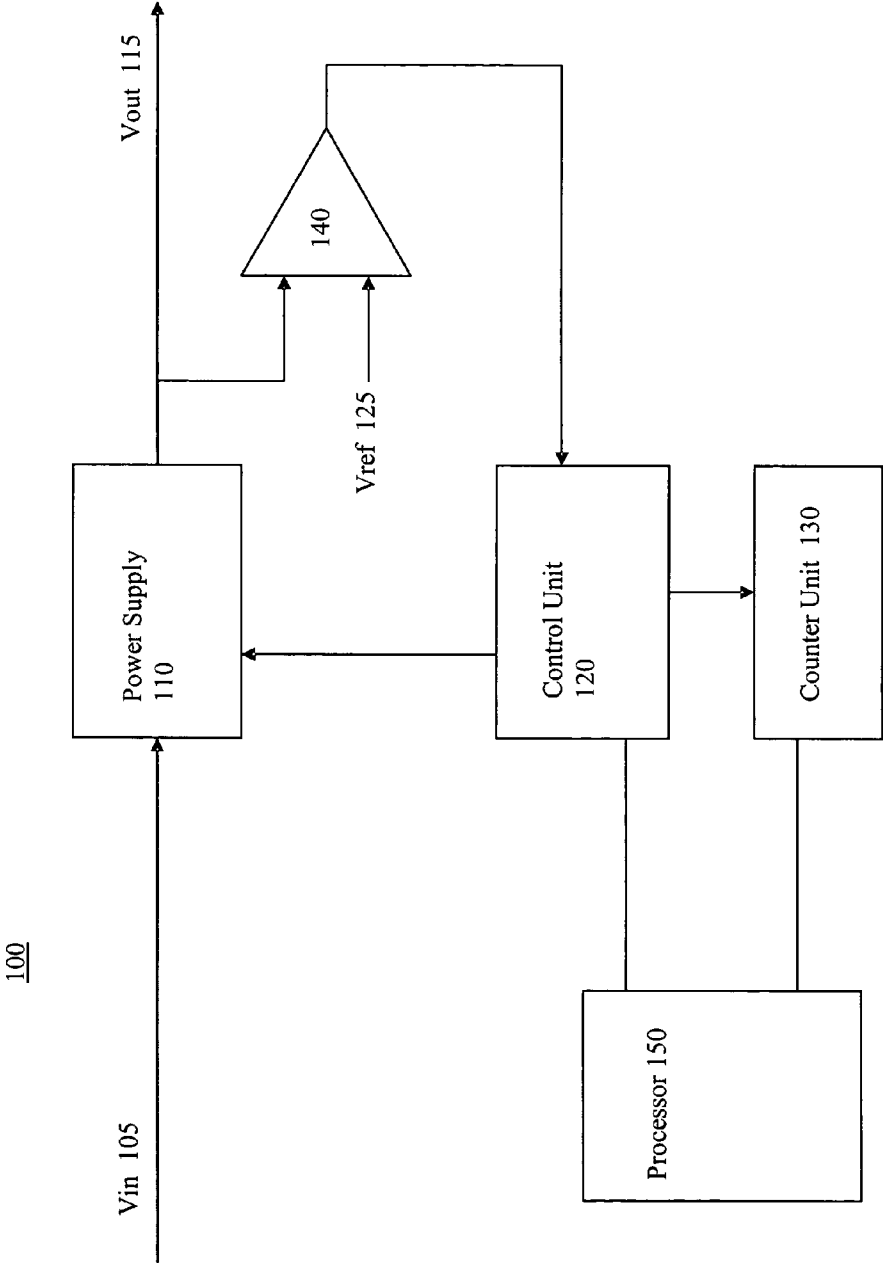 100
Vin 105
Power Supply
110
Vout 115
Vref 125
140
Control Unit
120
Processor 150
Counter Unit 130